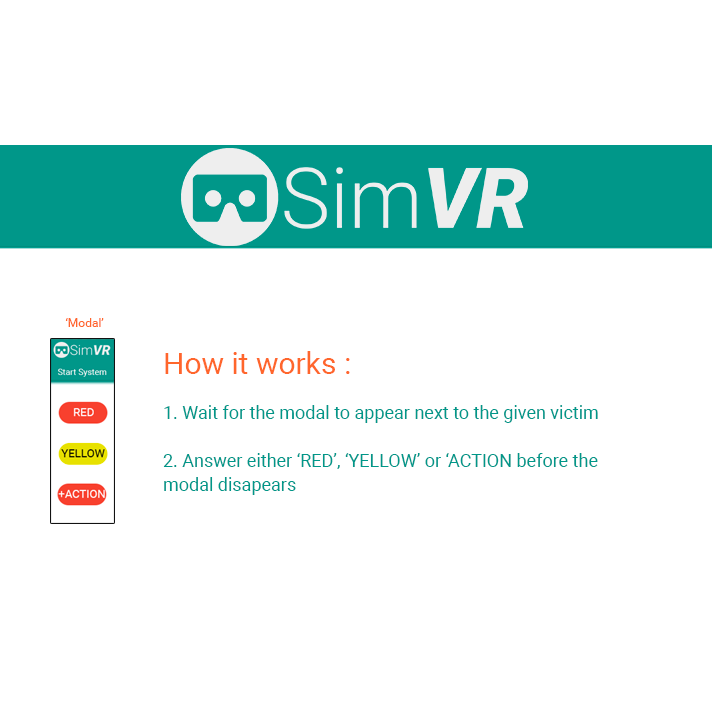 SimVR
'Modal'
SimVR
Start System
RED
YELLOW
+ACTION
How it works :
1. Wait for the modal to appear next to the given victim
2. Answer either ‘RED’, ‘YELLOW’ or ‘ACTION before the
modal disapears